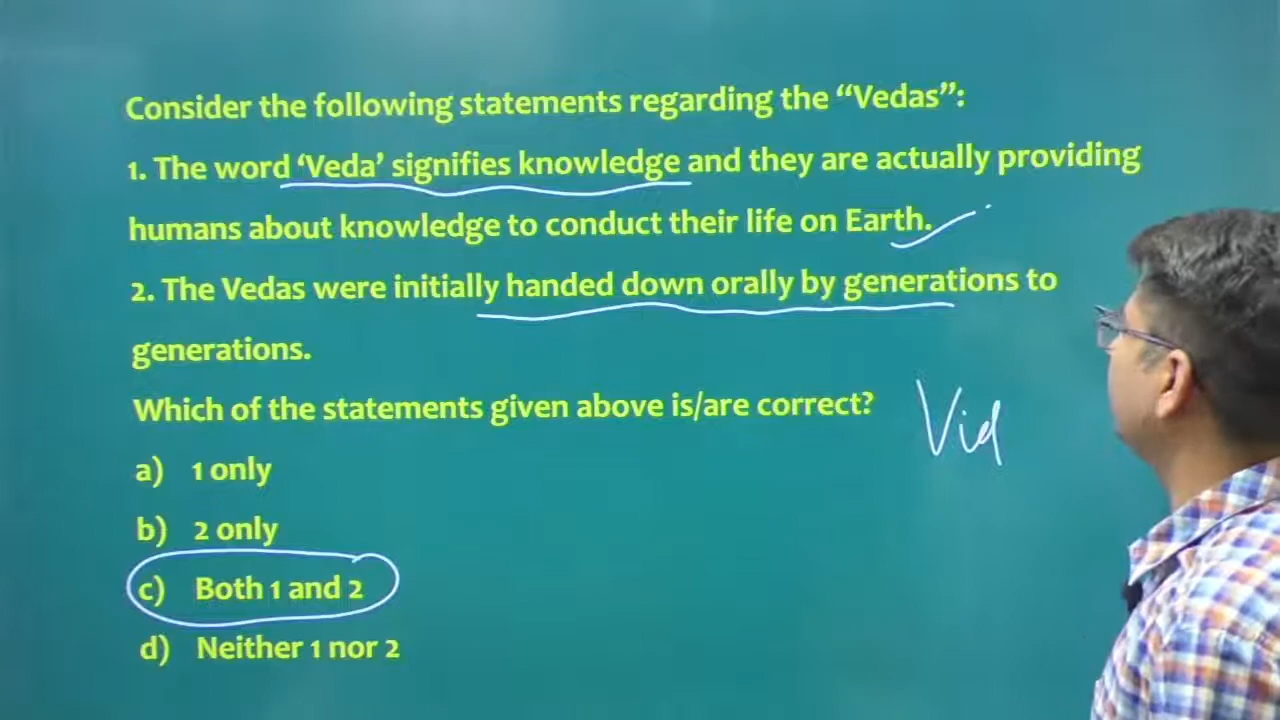 Consider the following statements regarding the “Vedas”:
1. The word ‘Veda’ signifies knowledge and they are actually providing
humans about knowledge to conduct their life on Earth.
2. The Vedas were initially handed down orally by generations to
generations.
Which of the statements given above is/are correct?
Vid
a) 1 only
b) 2 only
c) Both 1 and 2
d) Neither 1 nor 2